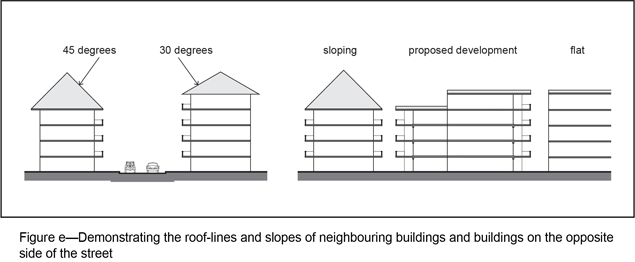 45 degrees 30 degrees sloping proposed development flat
Figure e—Demonstrating the roof-lines and slopes of neighbouring buildings and buildings on the opposite
side of the street